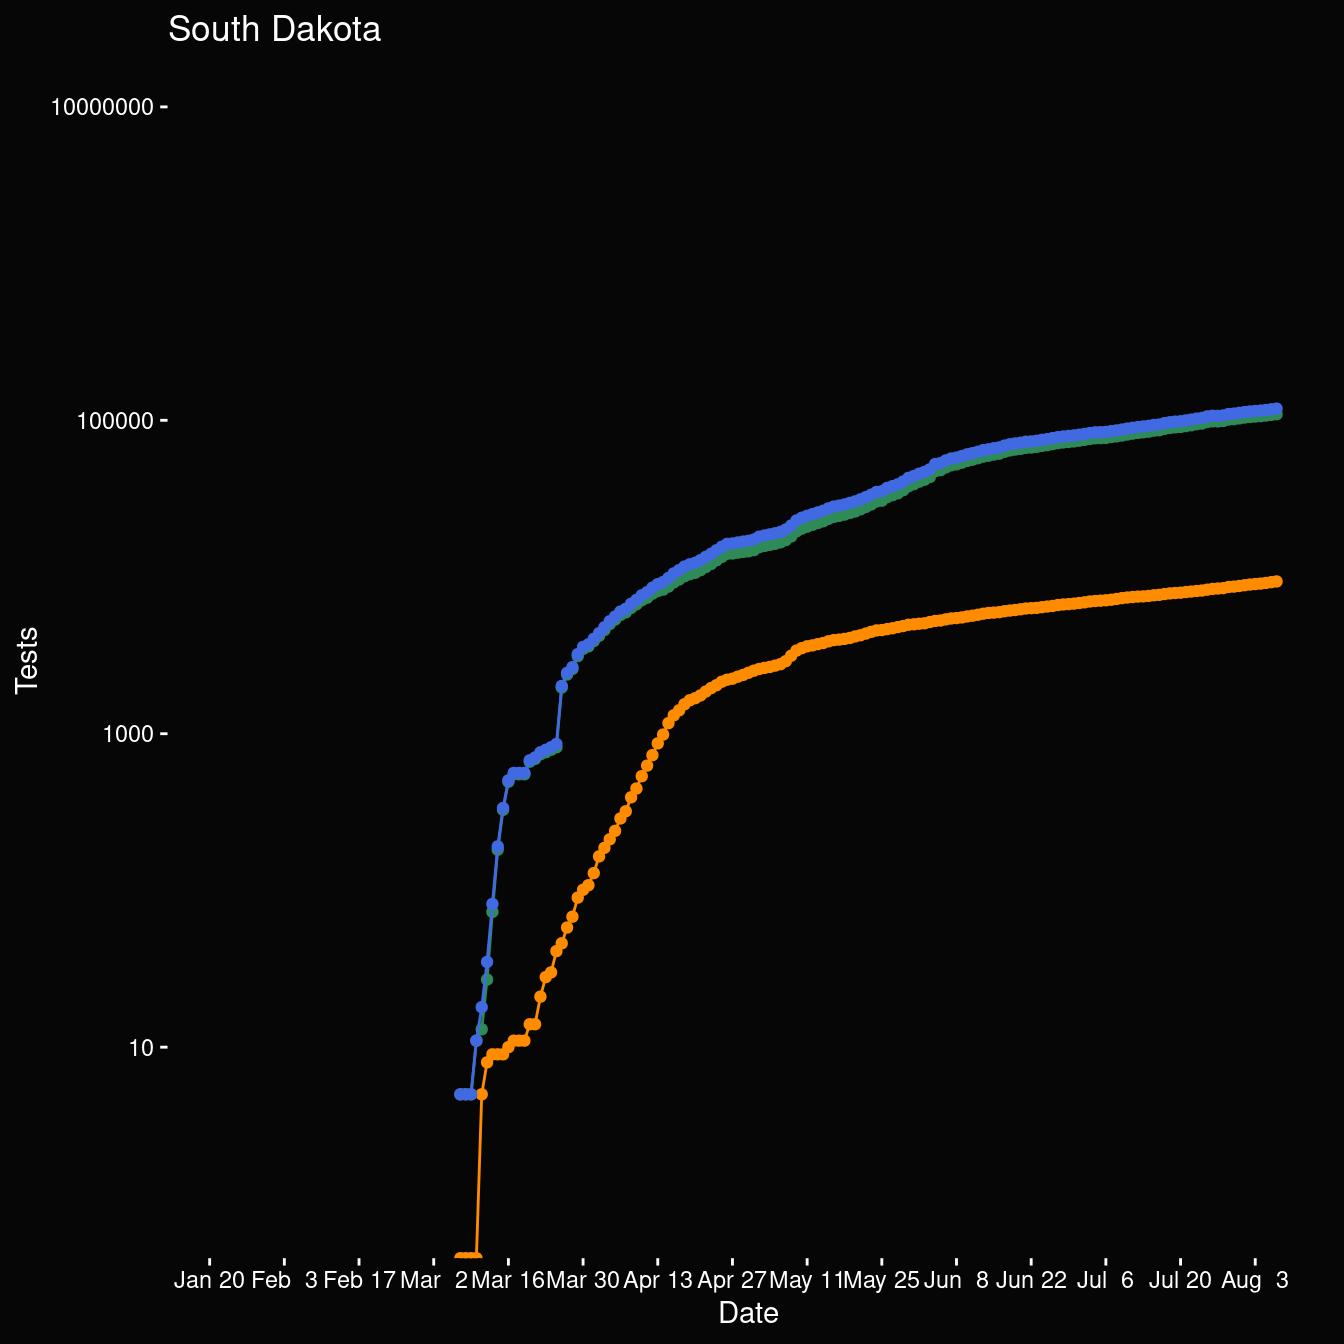 South Dakota
10000000
100000
1000
10
Tests
Jan 20 Feb 3 Feb 17 Mar 2 Mar 16 Mar 30 Apr 13 Apr 27 May 11 May 25 Jun 8 Jun 22 Jul 6 Jul 20 Aug 3
Date